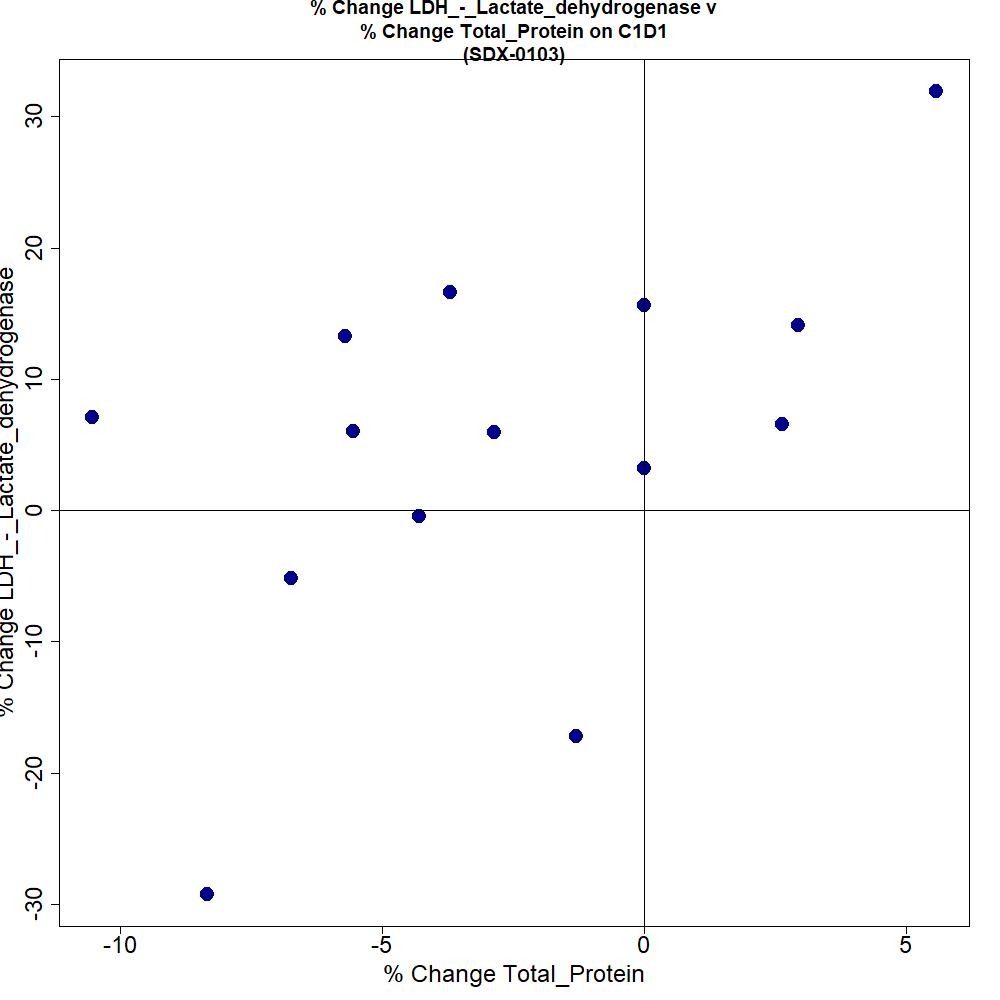 % Change LDH_-_Lactate_dehydrogenase v
% Change Total_Protein on C1D1
(SDX-0103)
% Change LDH_-_Lactate_dehydrogenase
30
20
10
0
-10
-20
-30
-10 -5 0 5
% Change Total_Protein